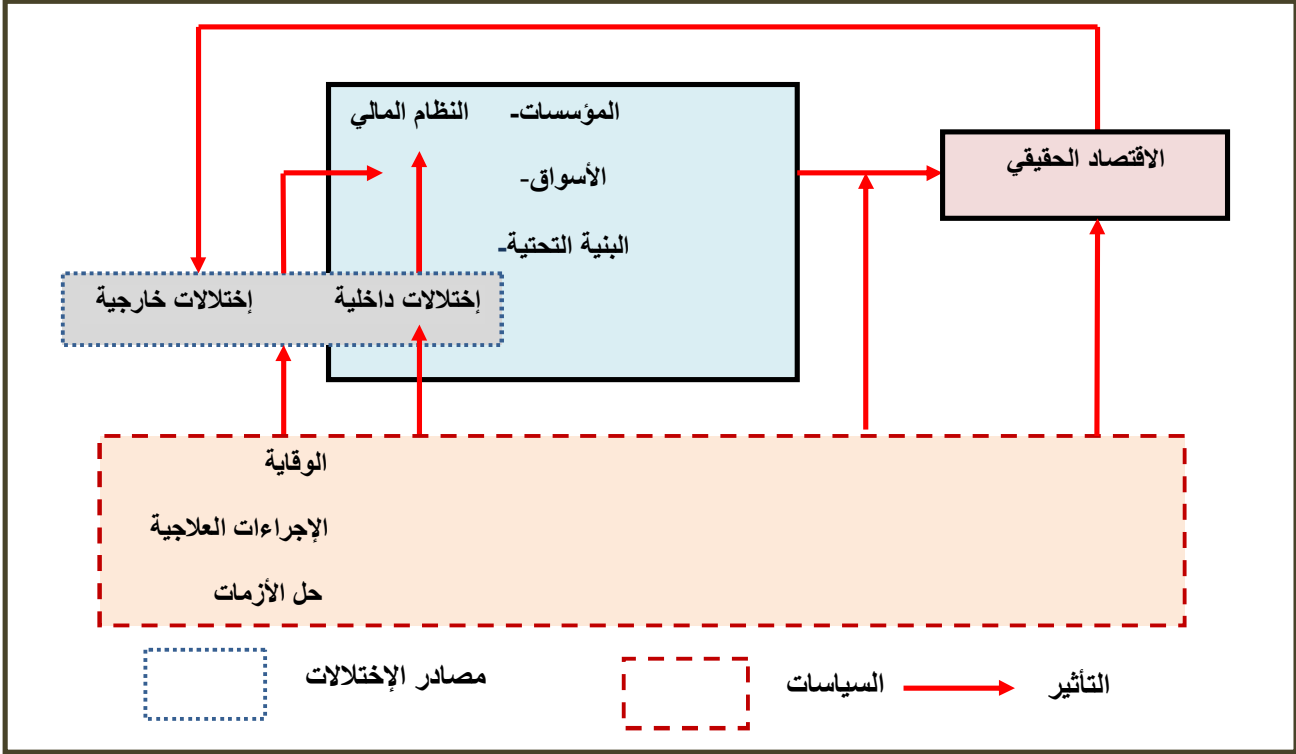 النظام المالي
المؤسسات-
الأسواق-
البنية التحتية-
الاقتصاد الحقيقي
إختلالات داخلية
إختلالات خارجية
الوقاية
الإجراءات العلاجية
حل الأزمات
التأثير
السياسات
مصادر الإختلالات